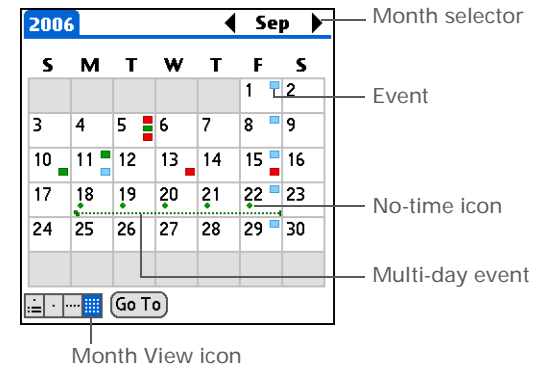 2006 Sep Month selector
S M T W T F S
Event
1 2
3 4 5 6 7 8 9
10 11 12 13 14 15 16
17 18 19 20 21 22 23
No-time icon
24 25 26 27 28 29 30
Multi-day event
Go To
Month View icon